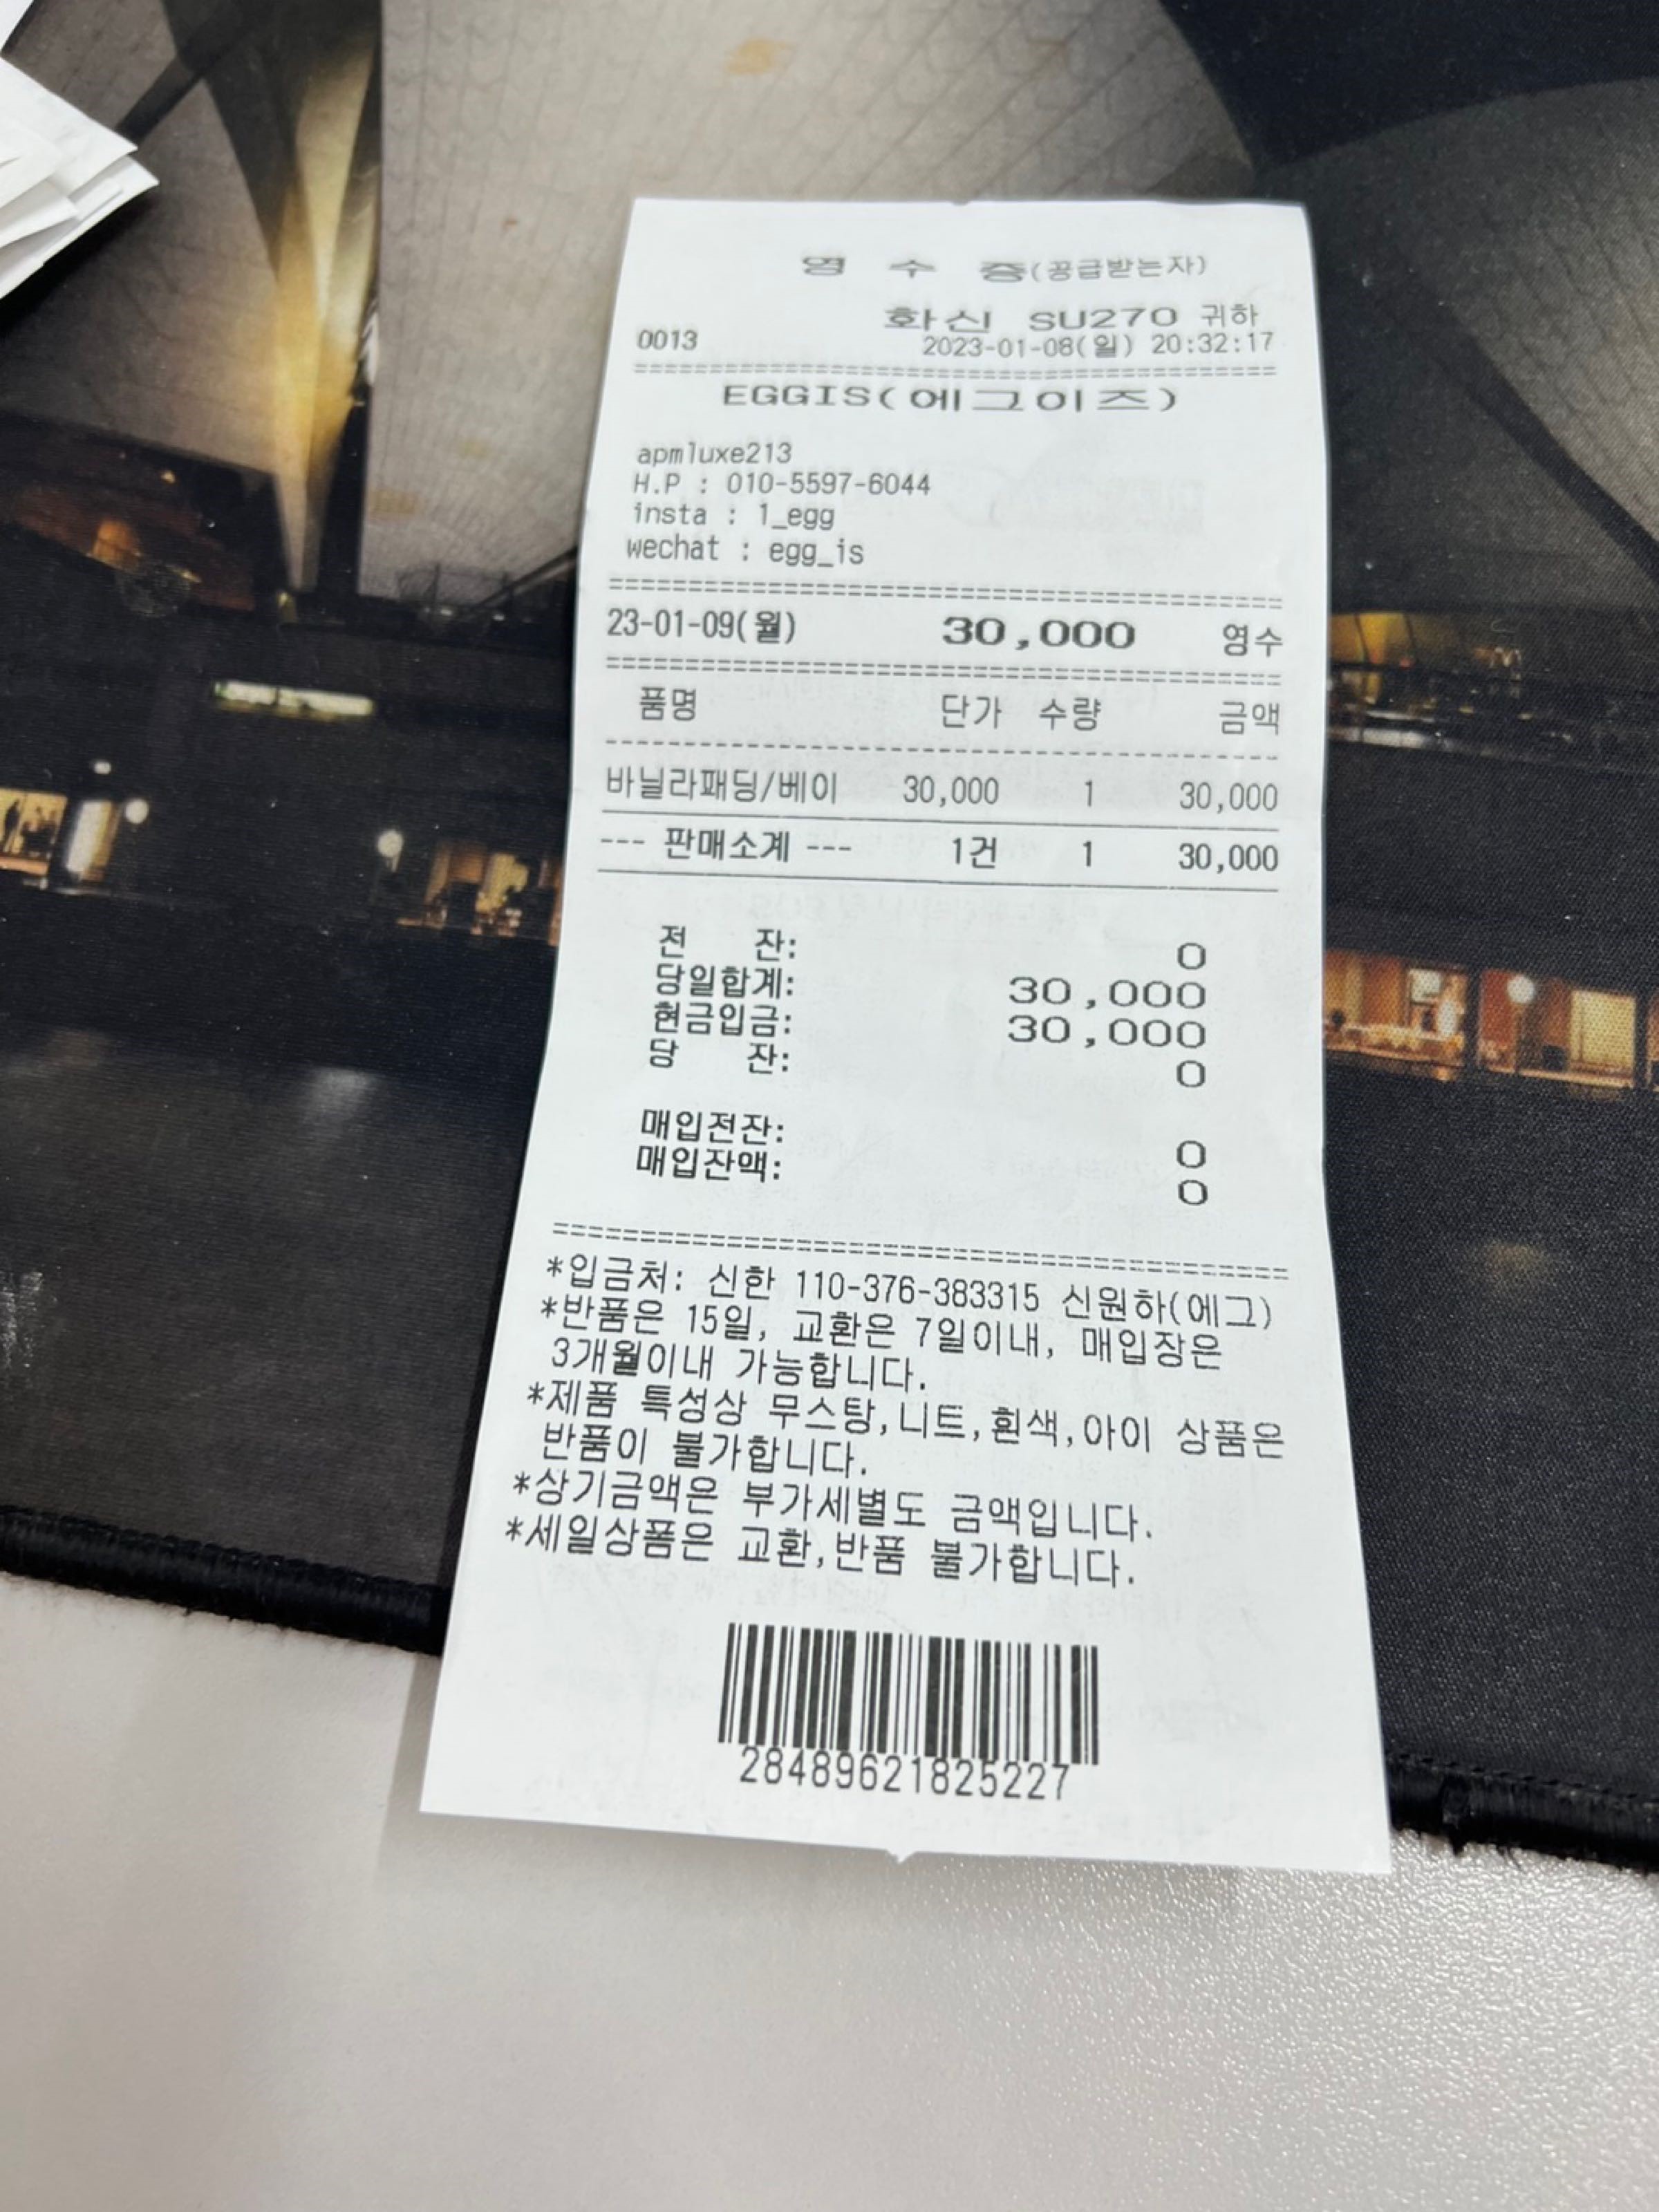 영 수 증(공급받는자)
화신 SU270 귀하
0013 2023-01-08(일) 20:32:17
========================================
EGGIS(에그이즈)
apmluxe213
H.P : 010-5597-6044
insta : 1_egg
wechat : egg_is
========================================
23-01-09(월) 30,000 영수
========================================
품명 단가 수량 금액
----------------------------------------
바닐라패딩/베이 30,000 1 30,000
--- 판매소계 --- 1건 1 30,000
전 잔: 0
당일합계: 30,000
현금입금: 30,000
당 잔: 0
매입전잔: 0
매입잔액: 0
========================================
*입금처: 신한 110-376-383315 신원하(에그)
*반품은 15일, 교환은 7일이내, 매입장은
3개월이내 가능합니다.
*제품 특성상 무스탕,니트,흰색,아이 상품은
반품이 불가합니다.
*상기금액은 부가세별도 금액입니다.
*세일상품은 교환,반품 불가합니다.
28489621825227